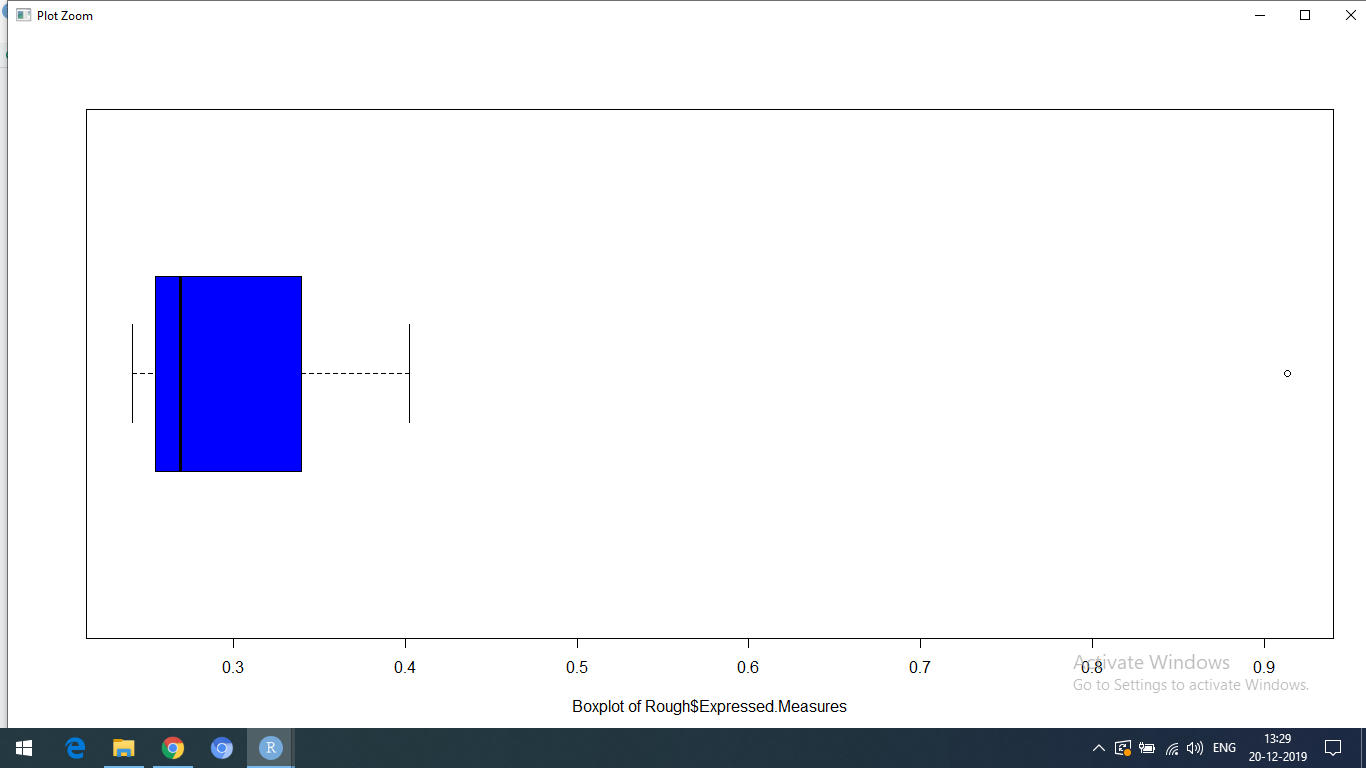 Plot Zoom
0.3 0.4 0.5 0.6 0.7 0.8 0.9
Activate Windows
Go to Settings to activate Windows.
Boxplot of Rough$Expressed.Measures
R
ENG
13:29
20-12-2019